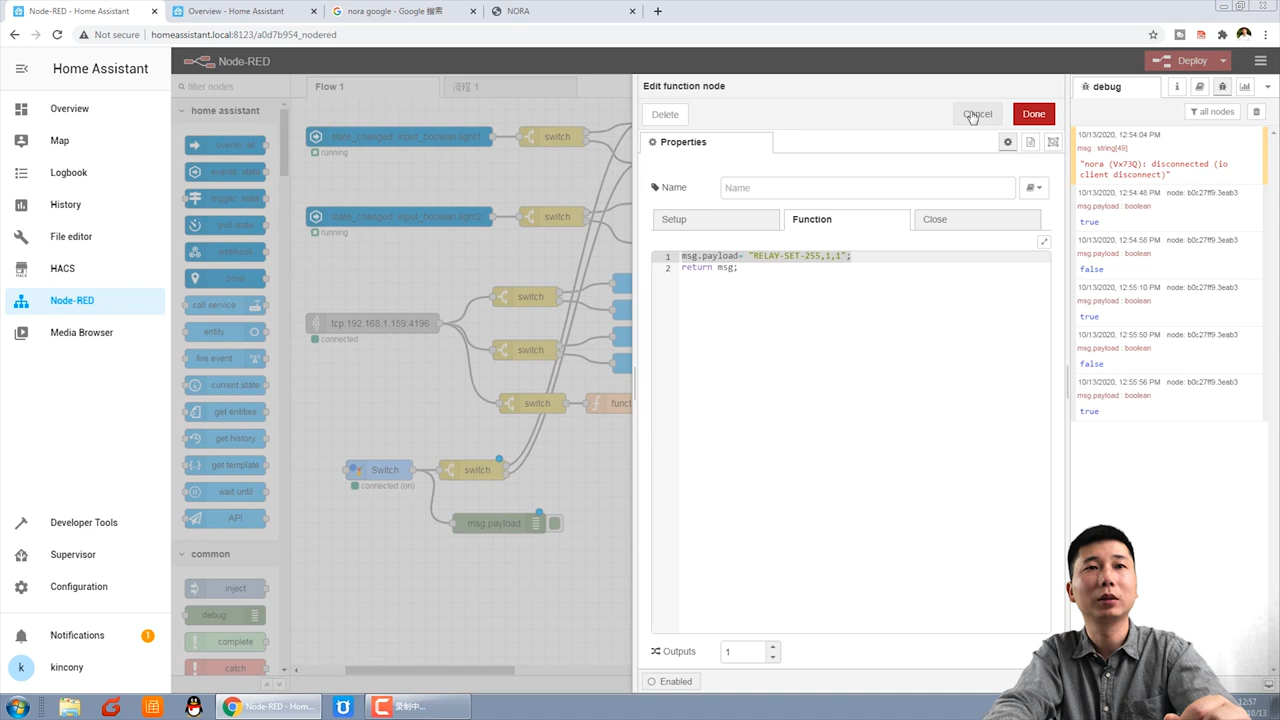 Node-RED - Home Assistant
Overview - Home Assistant
nora google - Google 搜索
NORA
Not secure
homeassistant.local:8123/a0d7b954_nodered
Home Assistant
Node-RED
Deploy
Overview
Map
Logbook
History
File editor
HACS
Node-RED
Media Browser
Developer Tools
Supervisor
Configuration
Notifications
1
k
kincony
filter nodes
home assistant
events: all
events: state
trigger: state
poll state
webhook
zone
call service
entity
fire event
current state
get entities
get history
get template
wait until
API
common
inject
debug
complete
catch
Flow 1
流程 1
state_changed: input_boolean.light1
running
switch
state_changed: input_boolean.light2
running
switch
tcp:192.168.1.159:4196
connected
switch
switch
switch
funct
Switch
connected (on)
switch
msg.payload
Edit function node
Delete
Cancel
Done
Properties
Name
Name
Setup
Function
Close
1
msg.payload= "RELAY-SET-255,1,1";
2
return msg;
Outputs
1
Enabled
debug
all nodes
10/13/2020, 12:54:04 PM
msg : string[49]
"nora (Vx73Q): disconnected (io
client disconnect)"
10/13/2020, 12:54:48 PM node: b0c27ff9.3eab3
msg.payload : boolean
true
10/13/2020, 12:54:58 PM node: b0c27ff9.3eab3
msg.payload : boolean
false
10/13/2020, 12:55:10 PM node: b0c27ff9.3eab3
msg.payload : boolean
true
10/13/2020, 12:55:50 PM node: b0c27ff9.3eab3
msg.payload : boolean
false
10/13/2020, 12:55:56 PM node: b0c27ff9.3eab3
msg.payload : boolean
true
Node-RED - Hom...
录制中...
12:57